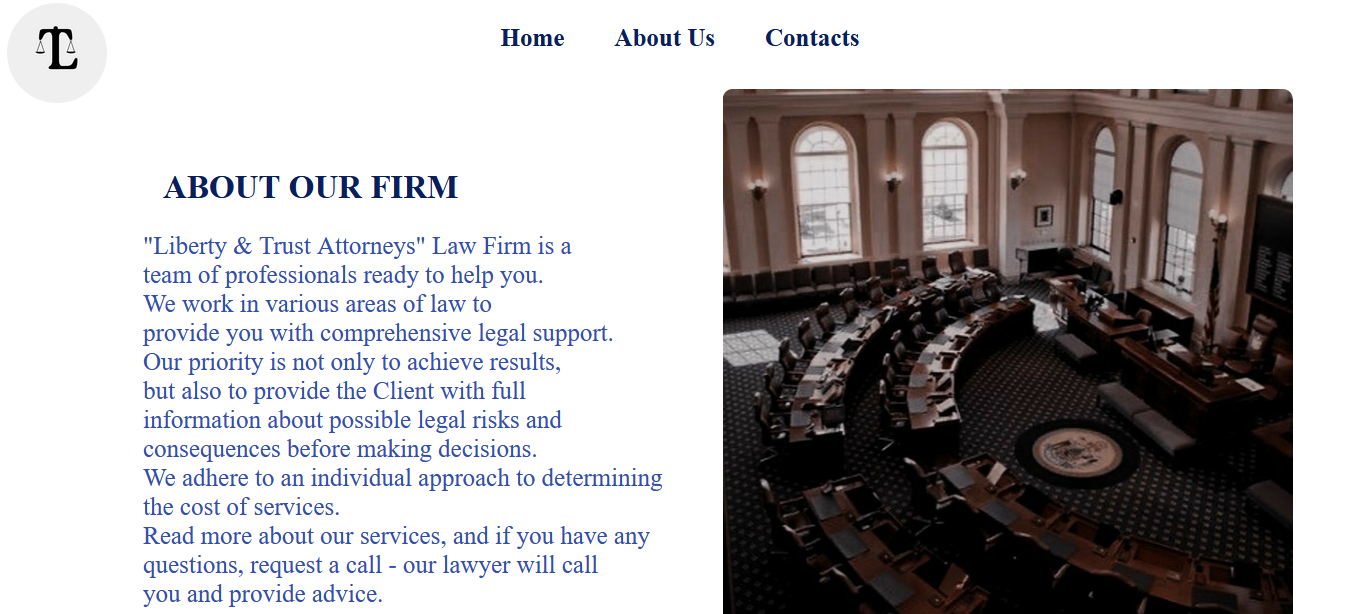 TL
Home About Us Contacts
ABOUT OUR FIRM
"Liberty & Trust Attorneys" Law Firm is a
team of professionals ready to help you.
We work in various areas of law to
provide you with comprehensive legal support.
Our priority is not only to achieve results,
but also to provide the Client with full
information about possible legal risks and
consequences before making decisions.
We adhere to an individual approach to determining
the cost of services.
Read more about our services, and if you have any
questions, request a call - our lawyer will call
you and provide advice.